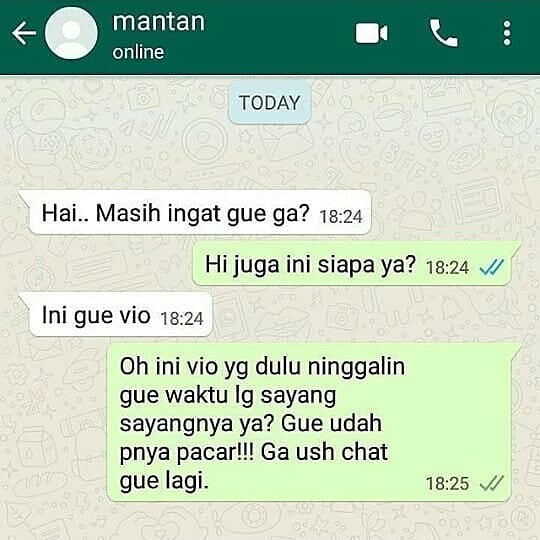 mantan
online
TODAY
Hai.. Masih ingat gue ga? 18:24
Hi juga ini siapa ya? 18:24
Ini gue vio 18:24
Oh ini vio yg dulu ninggalin
gue waktu lg sayang
sayangnya ya? Gue udah
pnya pacar!!! Ga ush chat
gue lagi. 18:25